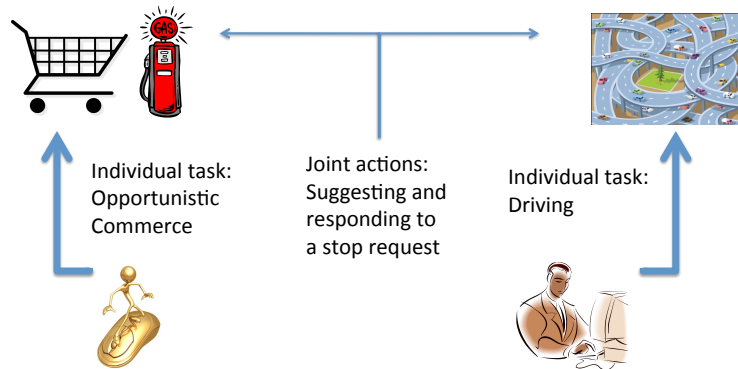 GAS
Individual task:
Opportunistic
Commerce
Joint actions:
Suggesting and
responding to
a stop request
Individual task:
Driving